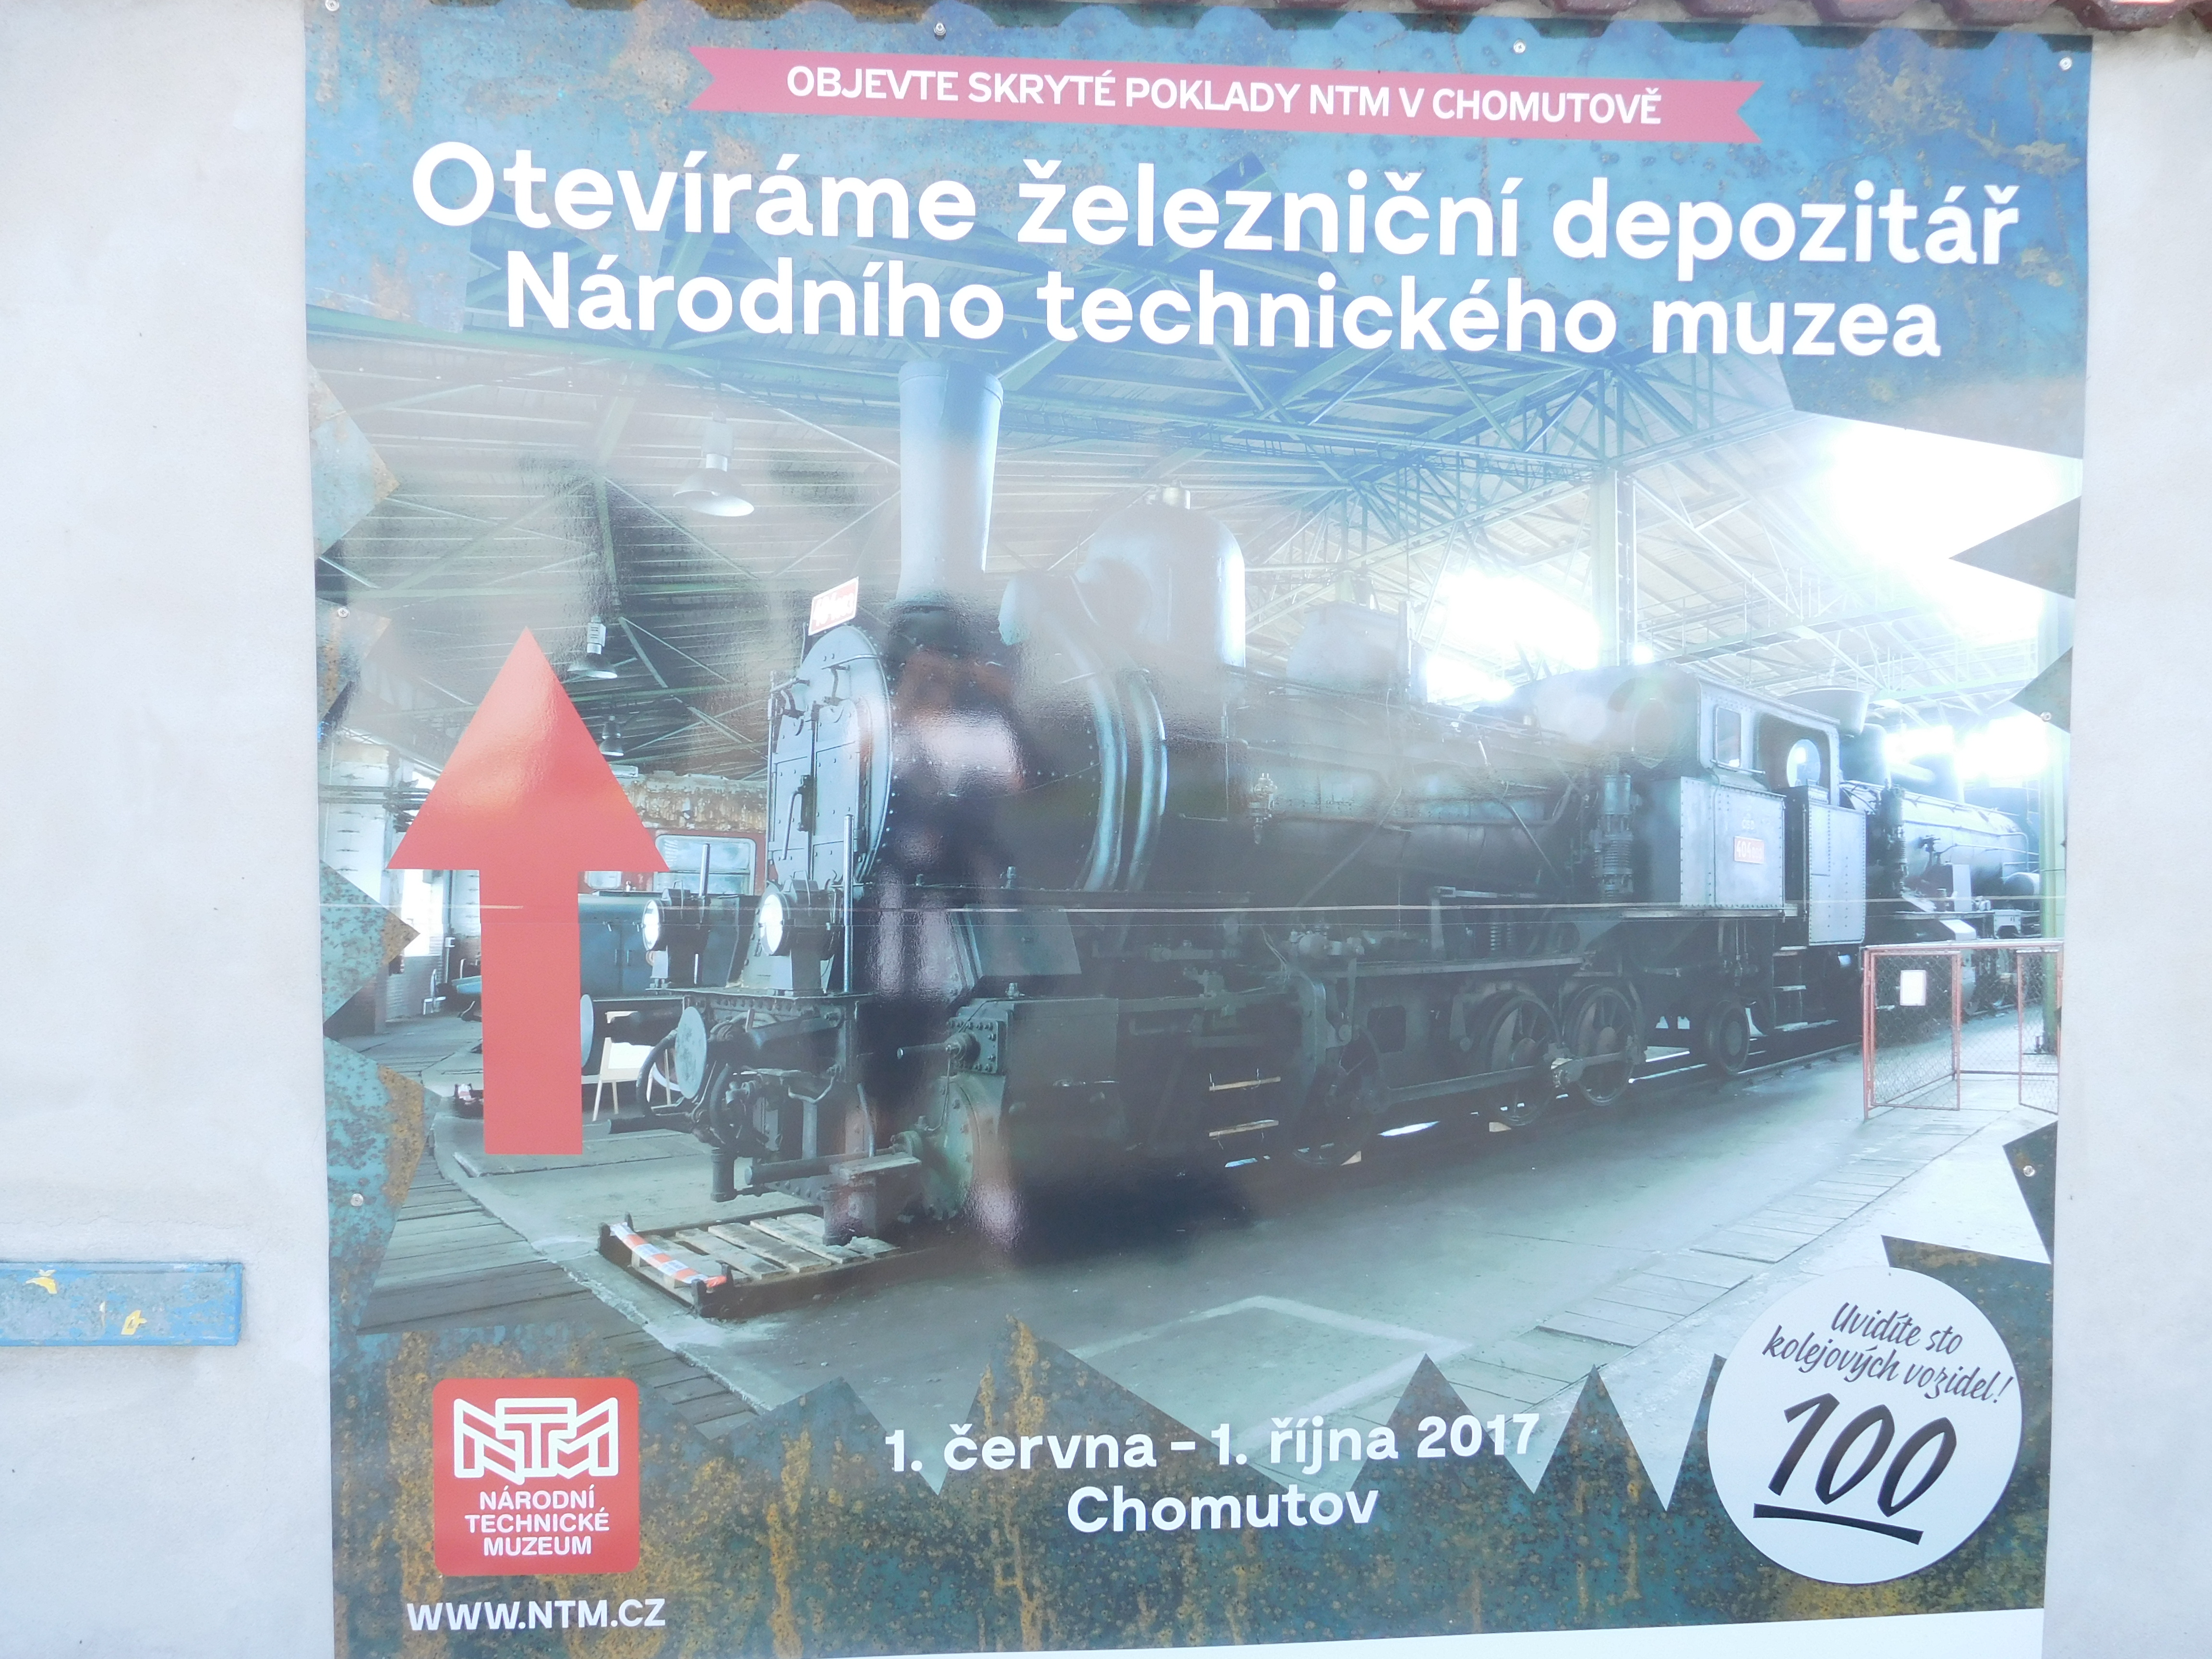 OBJEVTE SKRYTÉ POKLADY NTM V CHOMUTOVĚ
Otevíráme železniční depozitář
Národního technického muzea
Uvidíte sto
kolejových vozidel!
100
1. června – 1. října 2017
Chomutov
NTM
NÁRODNÍ
TECHNICKÉ
MUZEUM
WWW.NTM.CZ